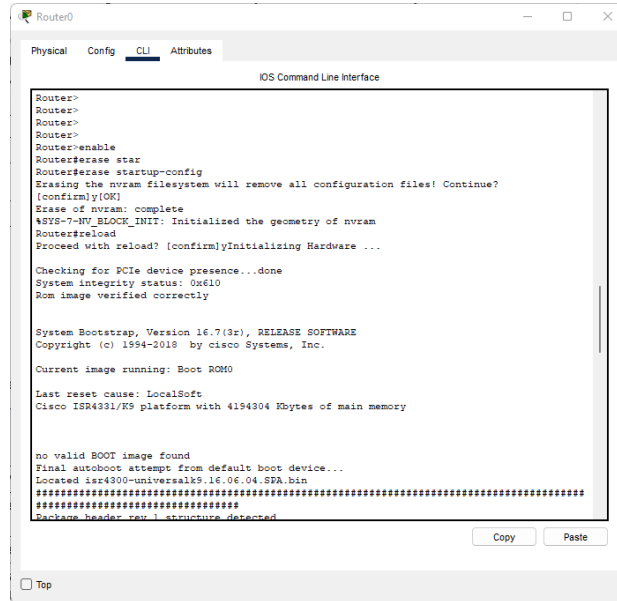 Router0
Physical Config CLI Attributes
IOS Command Line Interface
Router>
Router>
Router>
Router>
Router>enable
Router#erase star
Router#erase startup-config
Erasing the nvram filesystem will remove all configuration files! Continue?
[confirm]y[OK]
Erase of nvram: complete
%SYS-7-NV_BLOCK_INIT: Initialized the geometry of nvram
Router#reload
Proceed with reload? [confirm]yInitializing Hardware ...
Checking for PCIe device presence...done
System integrity status: 0x610
Rom image verified correctly
System Bootstrap, Version 16.7(3r), RELEASE SOFTWARE
Copyright (c) 1994-2018  by cisco Systems, Inc.
Current image running: Boot ROM0
Last reset cause: LocalSoft
Cisco ISR4331/K9 platform with 4194304 Kbytes of main memory
no valid BOOT image found
Final autoboot attempt from default boot device...
Located isr4300-universalk9.16.06.04.SPA.bin
#########################################################################################
#################################
Package header rev 1 structure detected
Copy Paste
Top